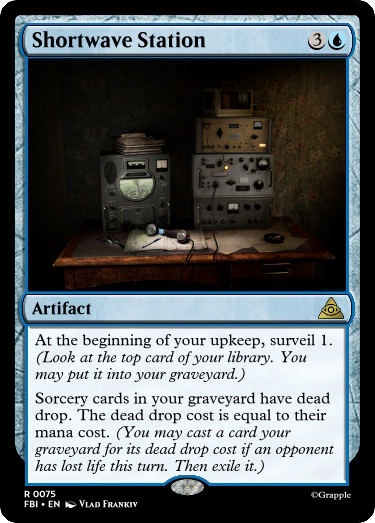 Shortwave Station 3
Artifact
At the beginning of your upkeep, surveil 1.
(Look at the top card of your library. You
may put it into your graveyard.)
Sorcery cards in your graveyard have dead
drop. The dead drop cost is equal to their
mana cost. (You may cast a card your
graveyard for its dead drop cost if an opponent
has lost life this turn. Then exile it.)
R 0075
FBI • EN Vlad Frankiv
©Grapple